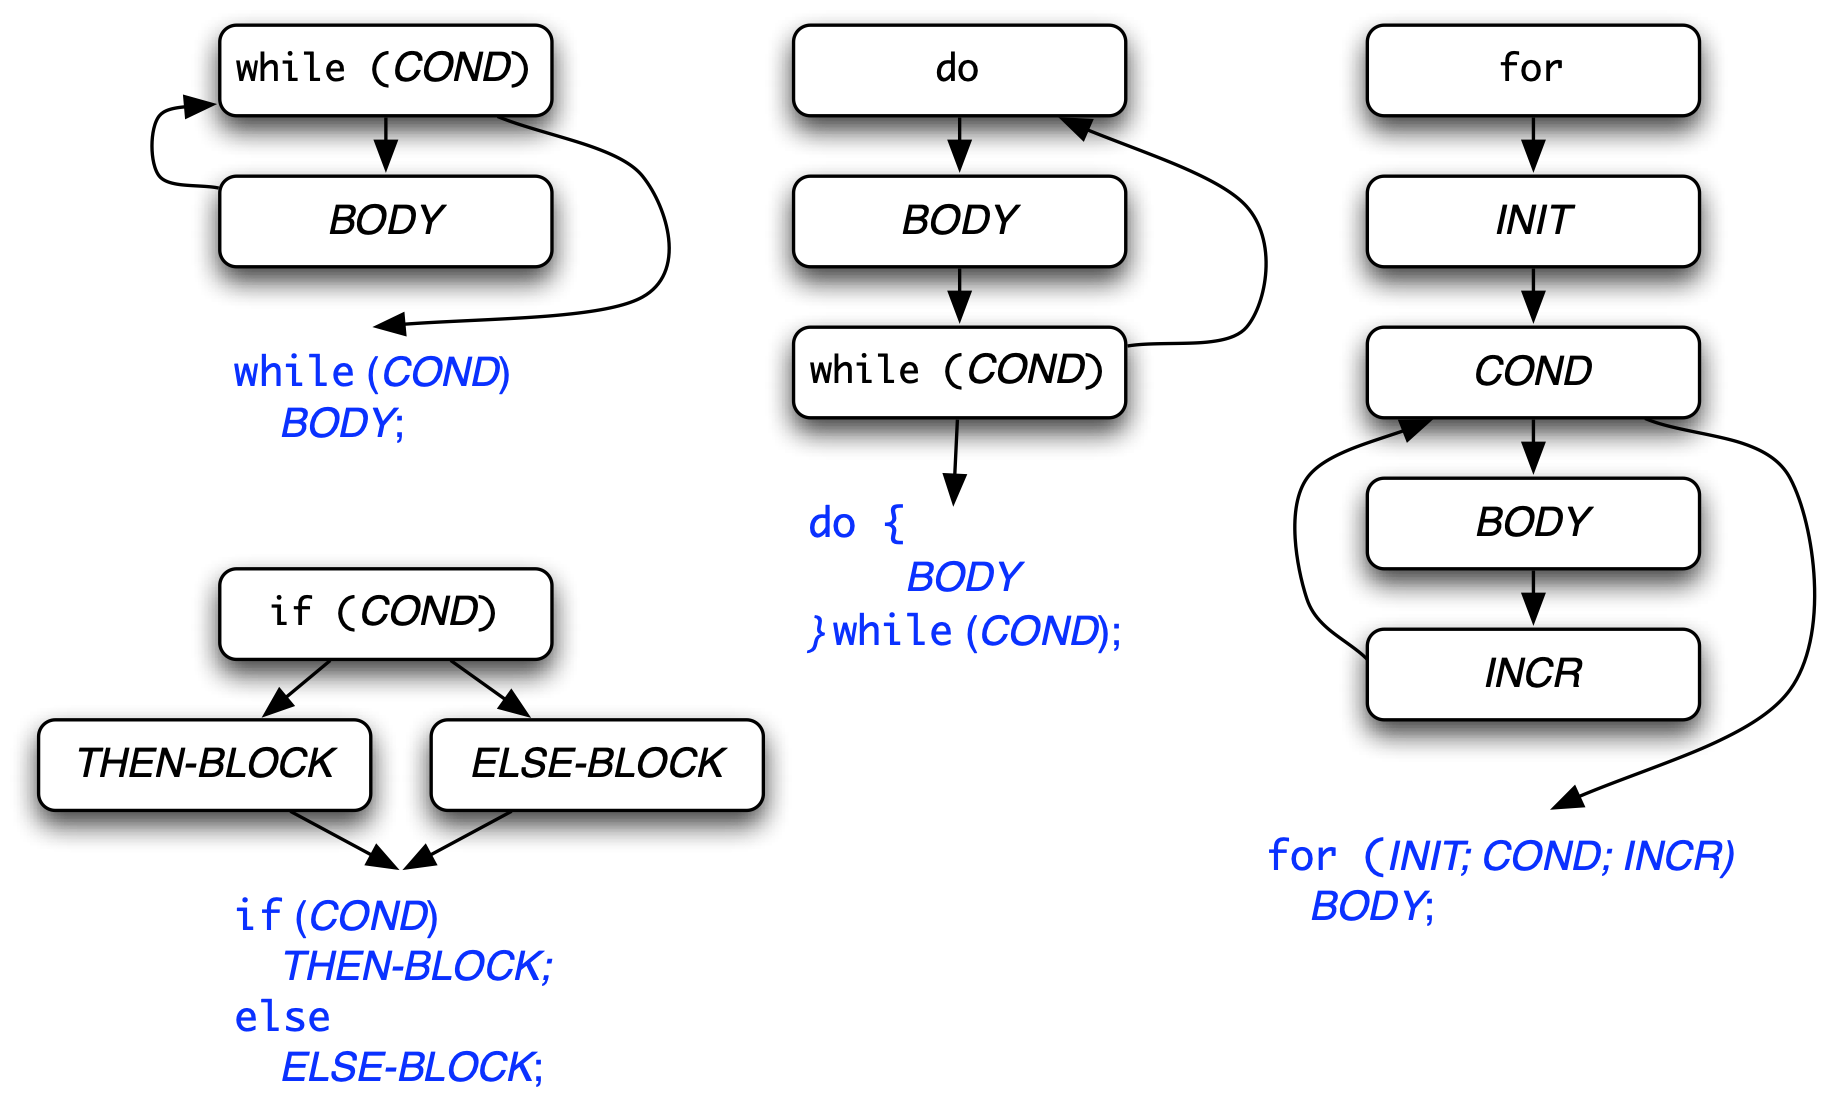 while (COND)
BODY
while (COND)
BODY;
if (COND)
THEN-BLOCK
ELSE-BLOCK
if (COND)
THEN-BLOCK;
else
ELSE-BLOCK;
do
BODY
while (COND)
do {
BODY
} while (COND);
for
INIT
COND
BODY
INCR
for (INIT; COND; INCR)
BODY;